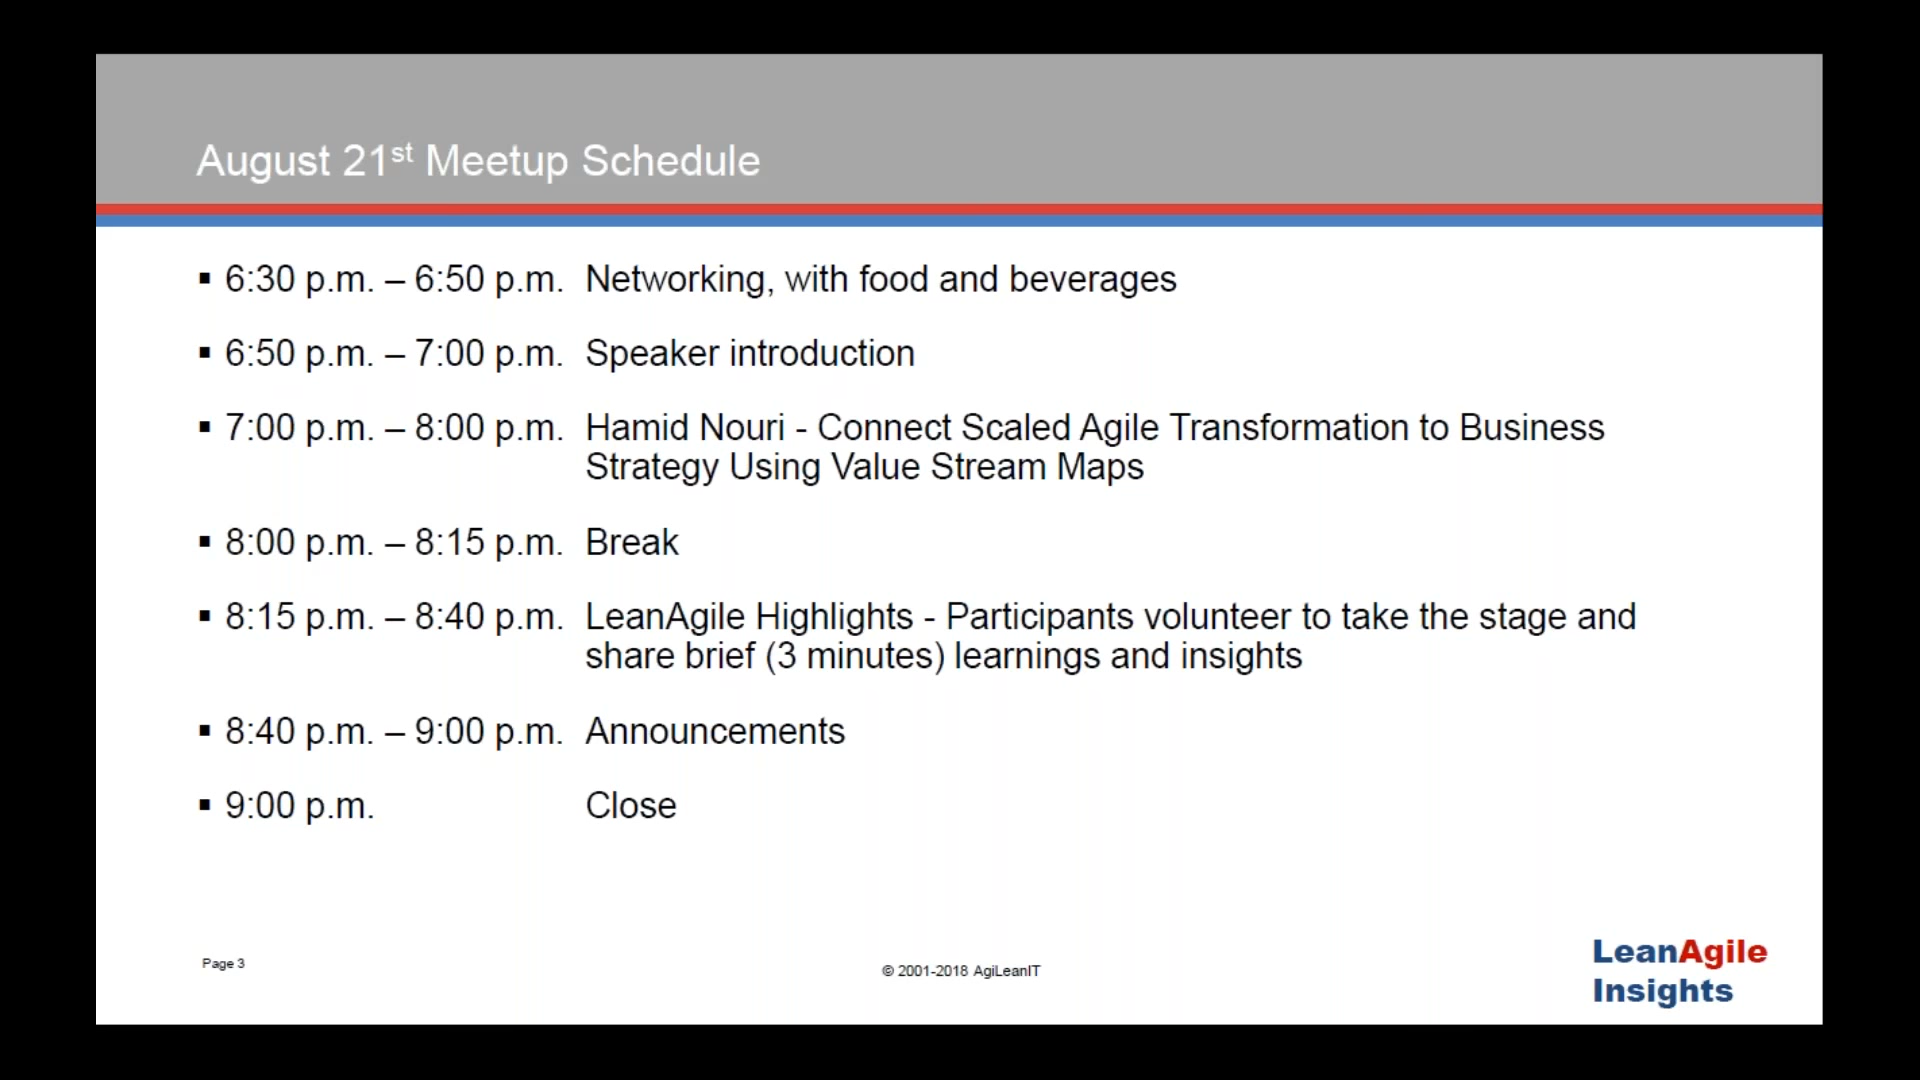 August 21st Meetup Schedule
▪ 6:30 p.m. – 6:50 p.m. Networking, with food and beverages
▪ 6:50 p.m. – 7:00 p.m. Speaker introduction
▪ 7:00 p.m. – 8:00 p.m. Hamid Nouri - Connect Scaled Agile Transformation to Business
Strategy Using Value Stream Maps
▪ 8:00 p.m. – 8:15 p.m. Break
▪ 8:15 p.m. – 8:40 p.m. LeanAgile Highlights - Participants volunteer to take the stage and
share brief (3 minutes) learnings and insights
▪ 8:40 p.m. – 9:00 p.m. Announcements
▪ 9:00 p.m. Close
Page 3
© 2001-2018 AgiLeanIT
LeanAgile
Insights